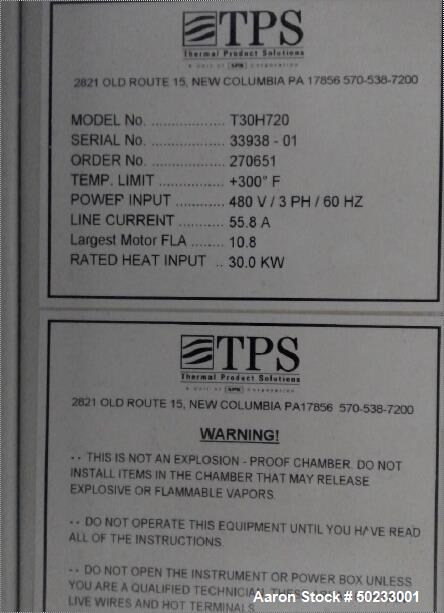 TPS
Thermal Product Solutions
2821 OLD ROUTE 15, NEW COLUMBIA PA 17856 570-538-7200
MODEL No. ................... T30H720
SERIAL No. .................. 33938 - 01
ORDER No. .................. 270651
TEMP. LIMIT ................ +300° F
POWER INPUT ............ 480 V / 3 PH / 60 HZ
LINE CURRENT ............ 55.8 A
Largest Motor FLA ........ 10.8
RATED HEAT INPUT .. 30.0 KW
TPS
Thermal Product Solutions
2821 OLD ROUTE 15, NEW COLUMBIA PA17856 570-538-7200
WARNING!
-- THIS IS NOT AN EXPLOSION - PROOF CHAMBER. DO NOT
INSTALL ITEMS IN THE CHAMBER THAT MAY RELEASE
EXPLOSIVE OR FLAMMABLE VAPORS.
-- DO NOT OPERATE THIS EQUIPMENT UNTIL YOU HAVE READ
ALL OF THE INSTRUCTIONS.
-- DO NOT OPEN THE INSTRUMENT OR POWER BOX UNLESS
YOU ARE A QUALIFIED TECHNICIAN.
LIVE WIRES AND HOT TERMINALS.
Aaron Stock # 50233001